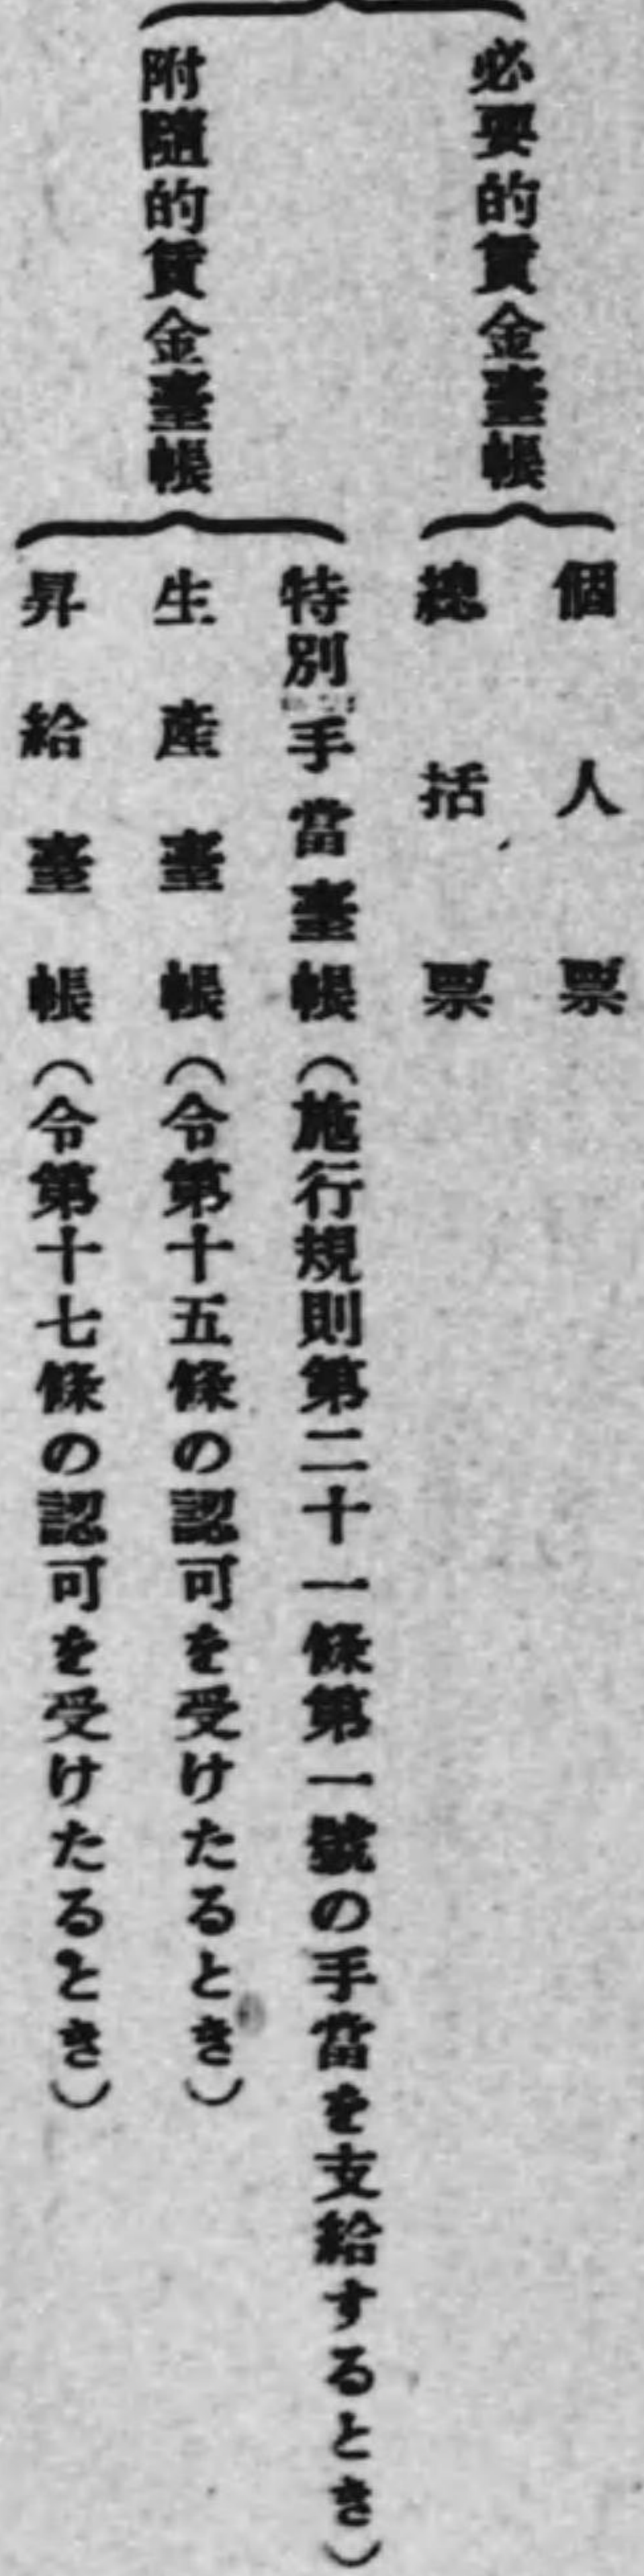 必要的賃金臺帳
個人票
總括票
附隨的賃金臺帳
特別手當臺帳（施行規則第二十一條第一號の手當を支給するとき）
生產臺帳（令第十五條の認可を受けたるとき）
昇給臺帳（令第十七條の認可を受けたるとき）